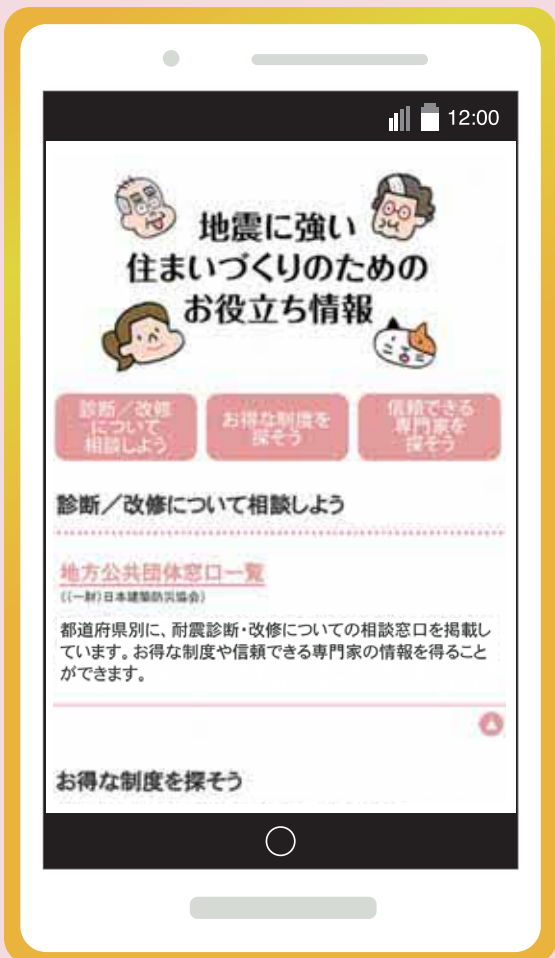 12:00
地震に強い
住まいづくりのための
お役立ち情報
診断／改修
について
相談しよう
お得な制度を
探そう
信頼できる
専門家を
探そう
診断／改修について相談しよう
地方公共団体窓口一覧
((一財)日本建築防災協会)
都道府県別に、耐震診断・改修についての相談窓口を掲載し
ています。お得な制度や信頼できる専門家の情報を得ること
ができます。
お得な制度を探そう